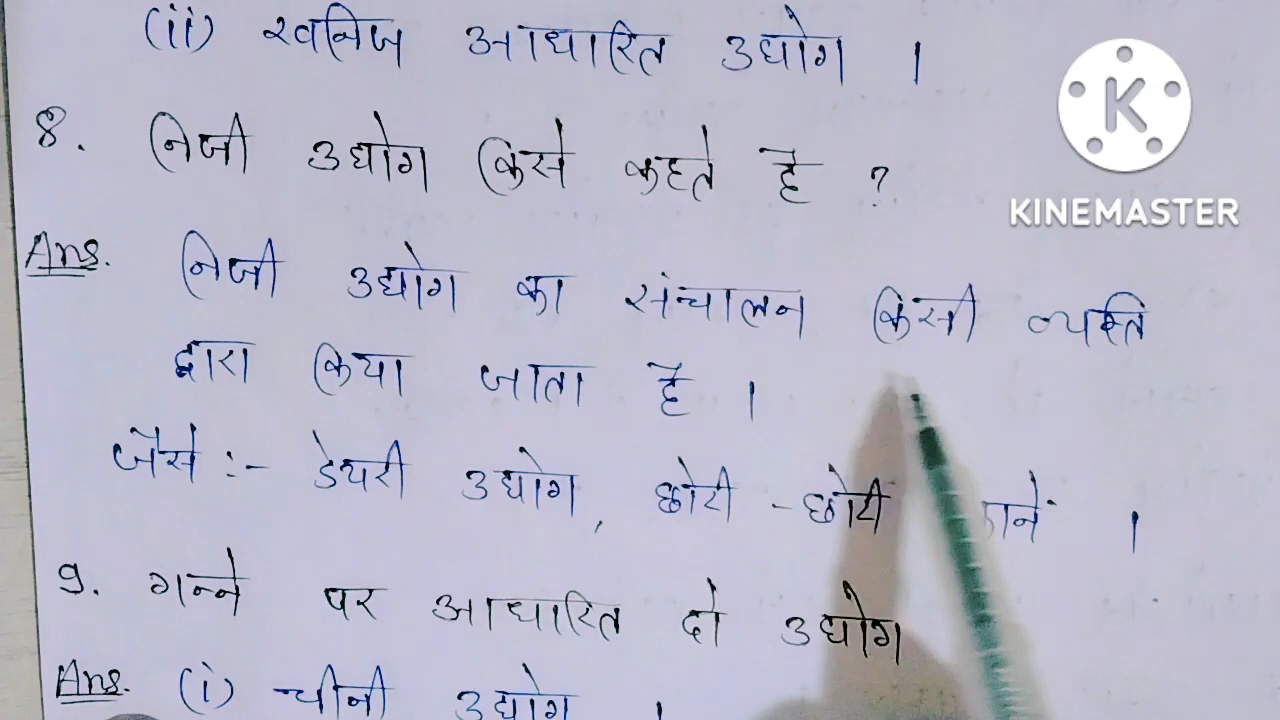 (ii) खनिज आधारित उद्योग ।
8. निजी उद्योग किसे कहते है ?
Ans. निजी उद्योग का संचालन किसी व्यक्ति
द्वारा किया जाता है ।
जैसे :- डेयरी उद्योग, छोटी - छोटी ।
9. गन्ने पर आधारित दो उद्योग
Ans. (i) चीनी उद्योग ।
K
KINEMASTER